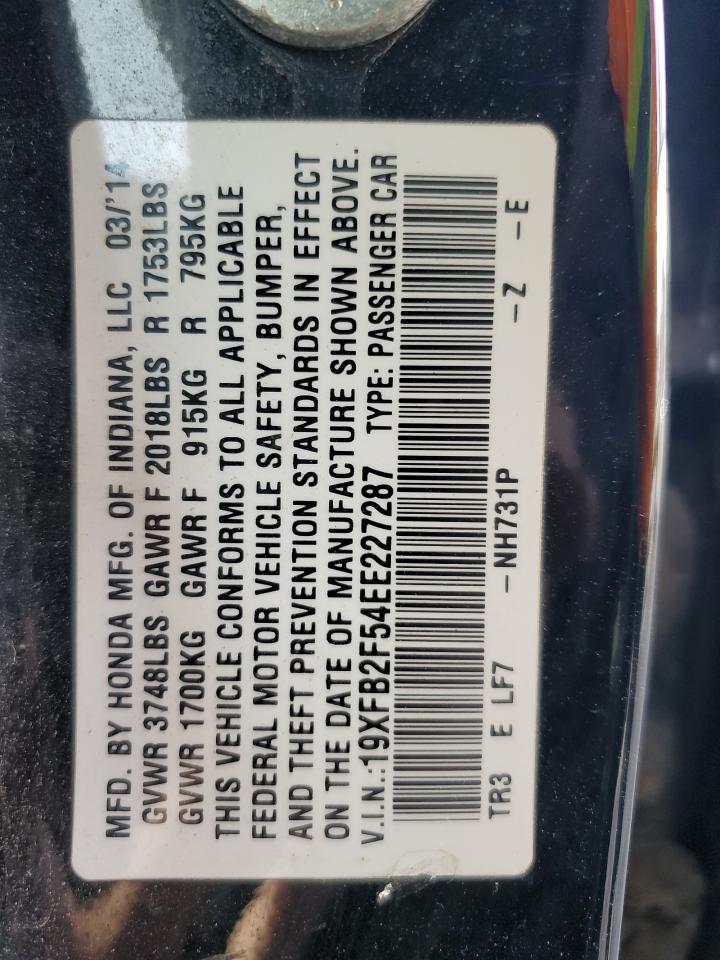 MFD. BY HONDA MFG. OF INDIANA, LLC 03/'14
GVWR 3748LBS GAWR F 2018LBS R 1753LBS
GVWR 1700KG GAWR F 915KG R 795KG
THIS VEHICLE CONFORMS TO ALL APPLICABLE
FEDERAL MOTOR VEHICLE SAFETY, BUMPER,
AND THEFT PREVENTION STANDARDS IN EFFECT
ON THE DATE OF MANUFACTURE SHOWN ABOVE.
V.I.N.:19XFB2F54EE227287 TYPE: PASSENGER CAR
TR3 E LF7 -NH731P -Z -E